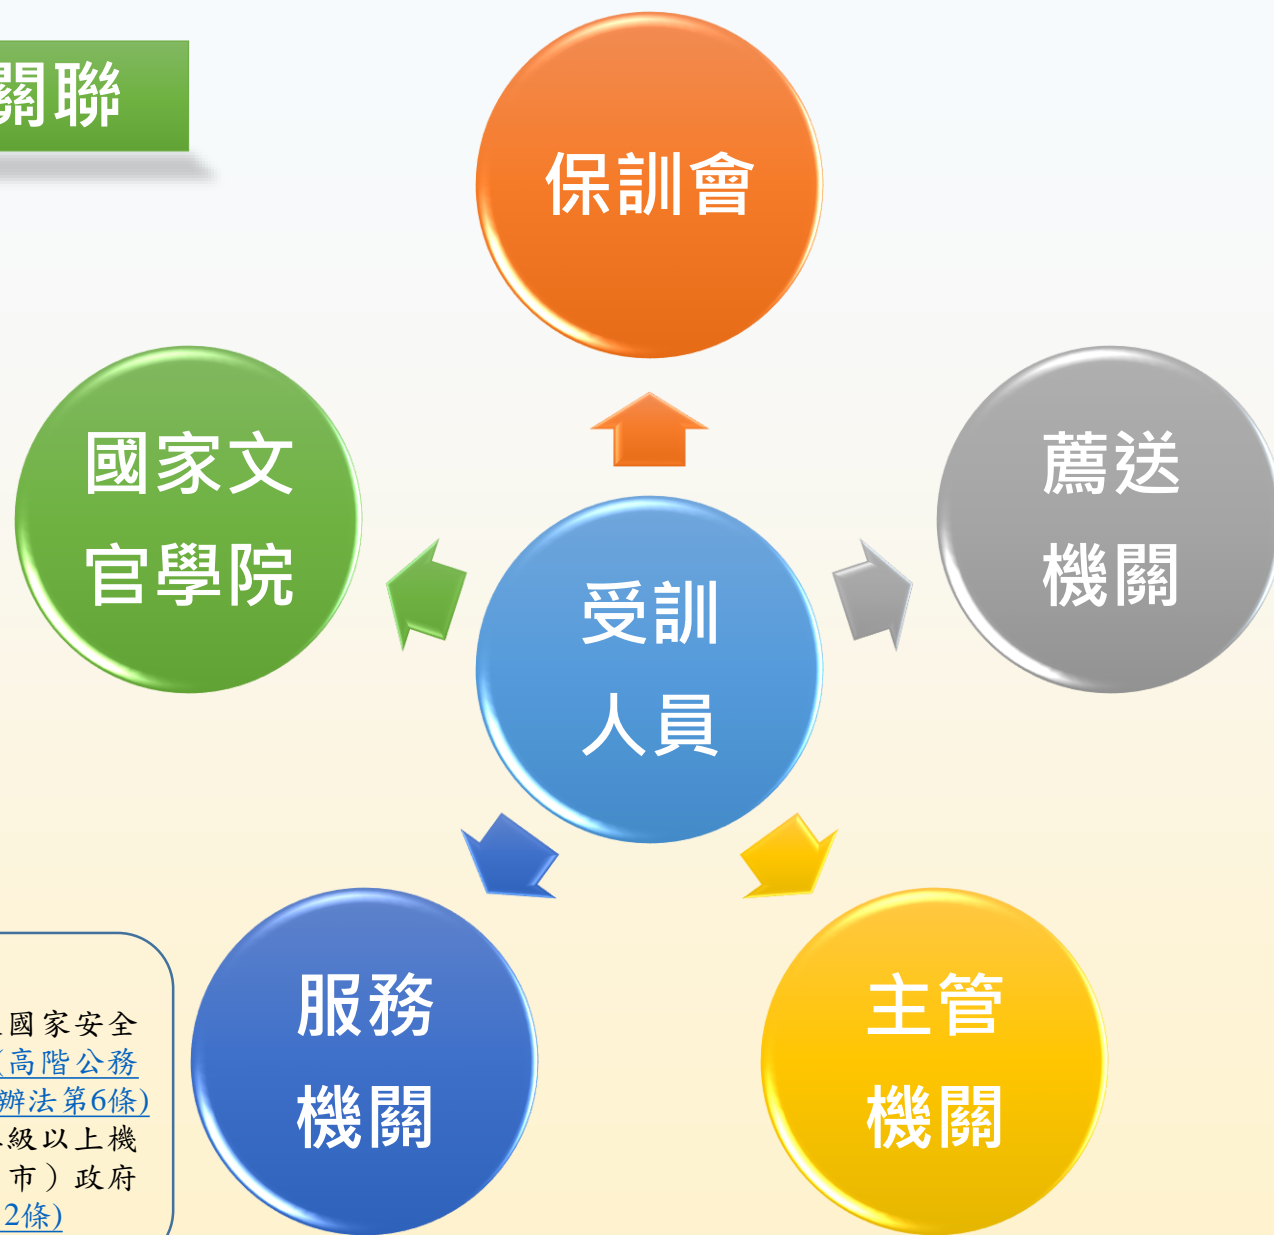 關聯
保訓會
國家文
官學院
薦送
機關
受訓
人員
服務
機關
主管
機關
國家安全
(高階公務
辦法第6條)
級以上機
市）政府
2條)